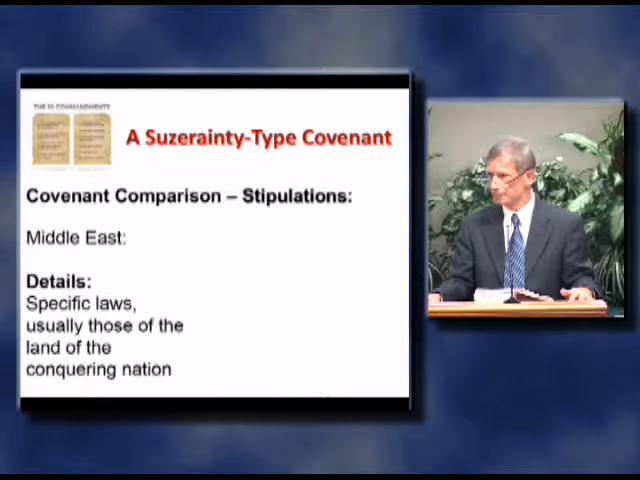 THE 10 COMMANDMENTS
A Suzerainty-Type Covenant
Covenant Comparison – Stipulations:
Middle East:
Details:
Specific laws,
usually those of the
land of the
conquering nation